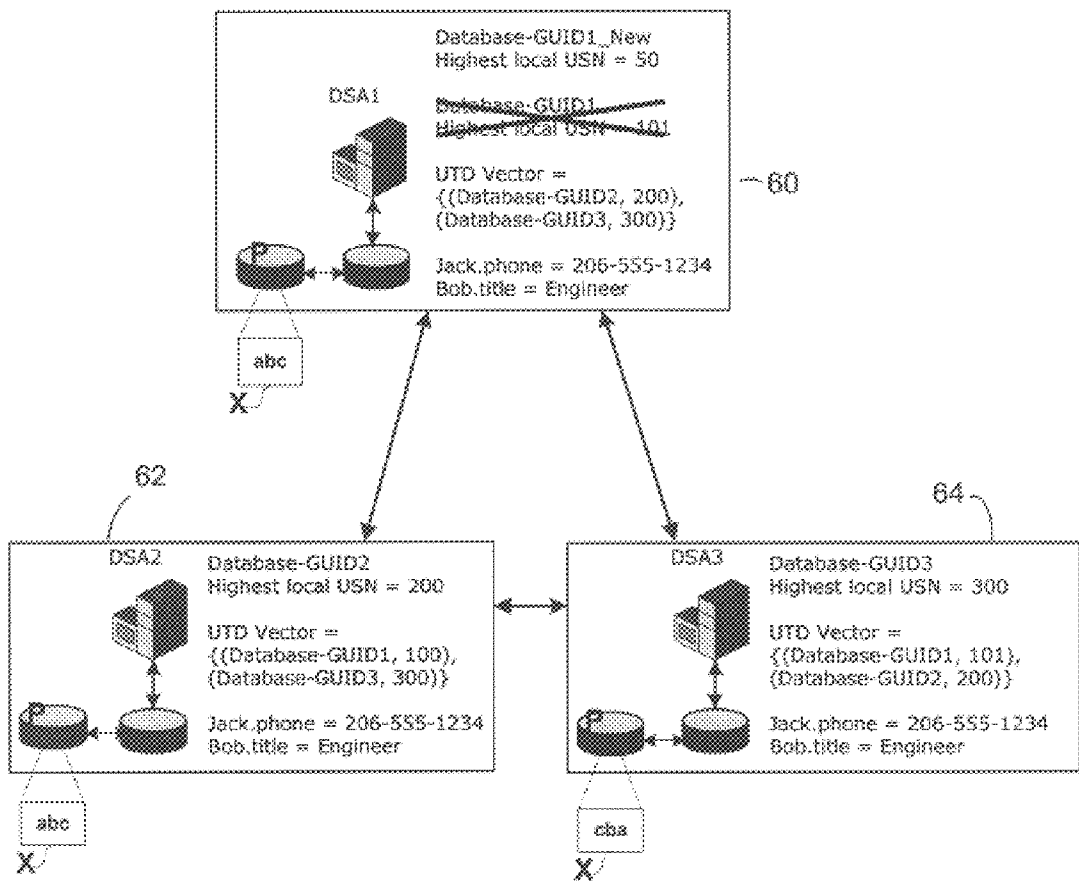 Database-GUID1_New
Highest local USN = 50
DSA1
Database-GUID1
Highest local USN = 101
UTD Vector =
{(Database-GUID2, 200),
(Database-GUID3, 300)}
60
P
Jack.phone = 206-555-1234
Bob.title = Engineer
abc
X
62
DSA2
Database-GUID2
Highest local USN = 200
UTD Vector =
{(Database-GUID1, 100),
(Database-GUID3, 300)}
P
Jack.phone = 206-555-1234
Bob.title = Engineer
abc
X
64
DSA3
Database-GUID3
Highest local USN = 300
UTD Vector =
{(Database-GUID1, 101),
(Database-GUID2, 200)}
P
Jack.phone = 206-555-1234
Bob.title = Engineer
cba
X